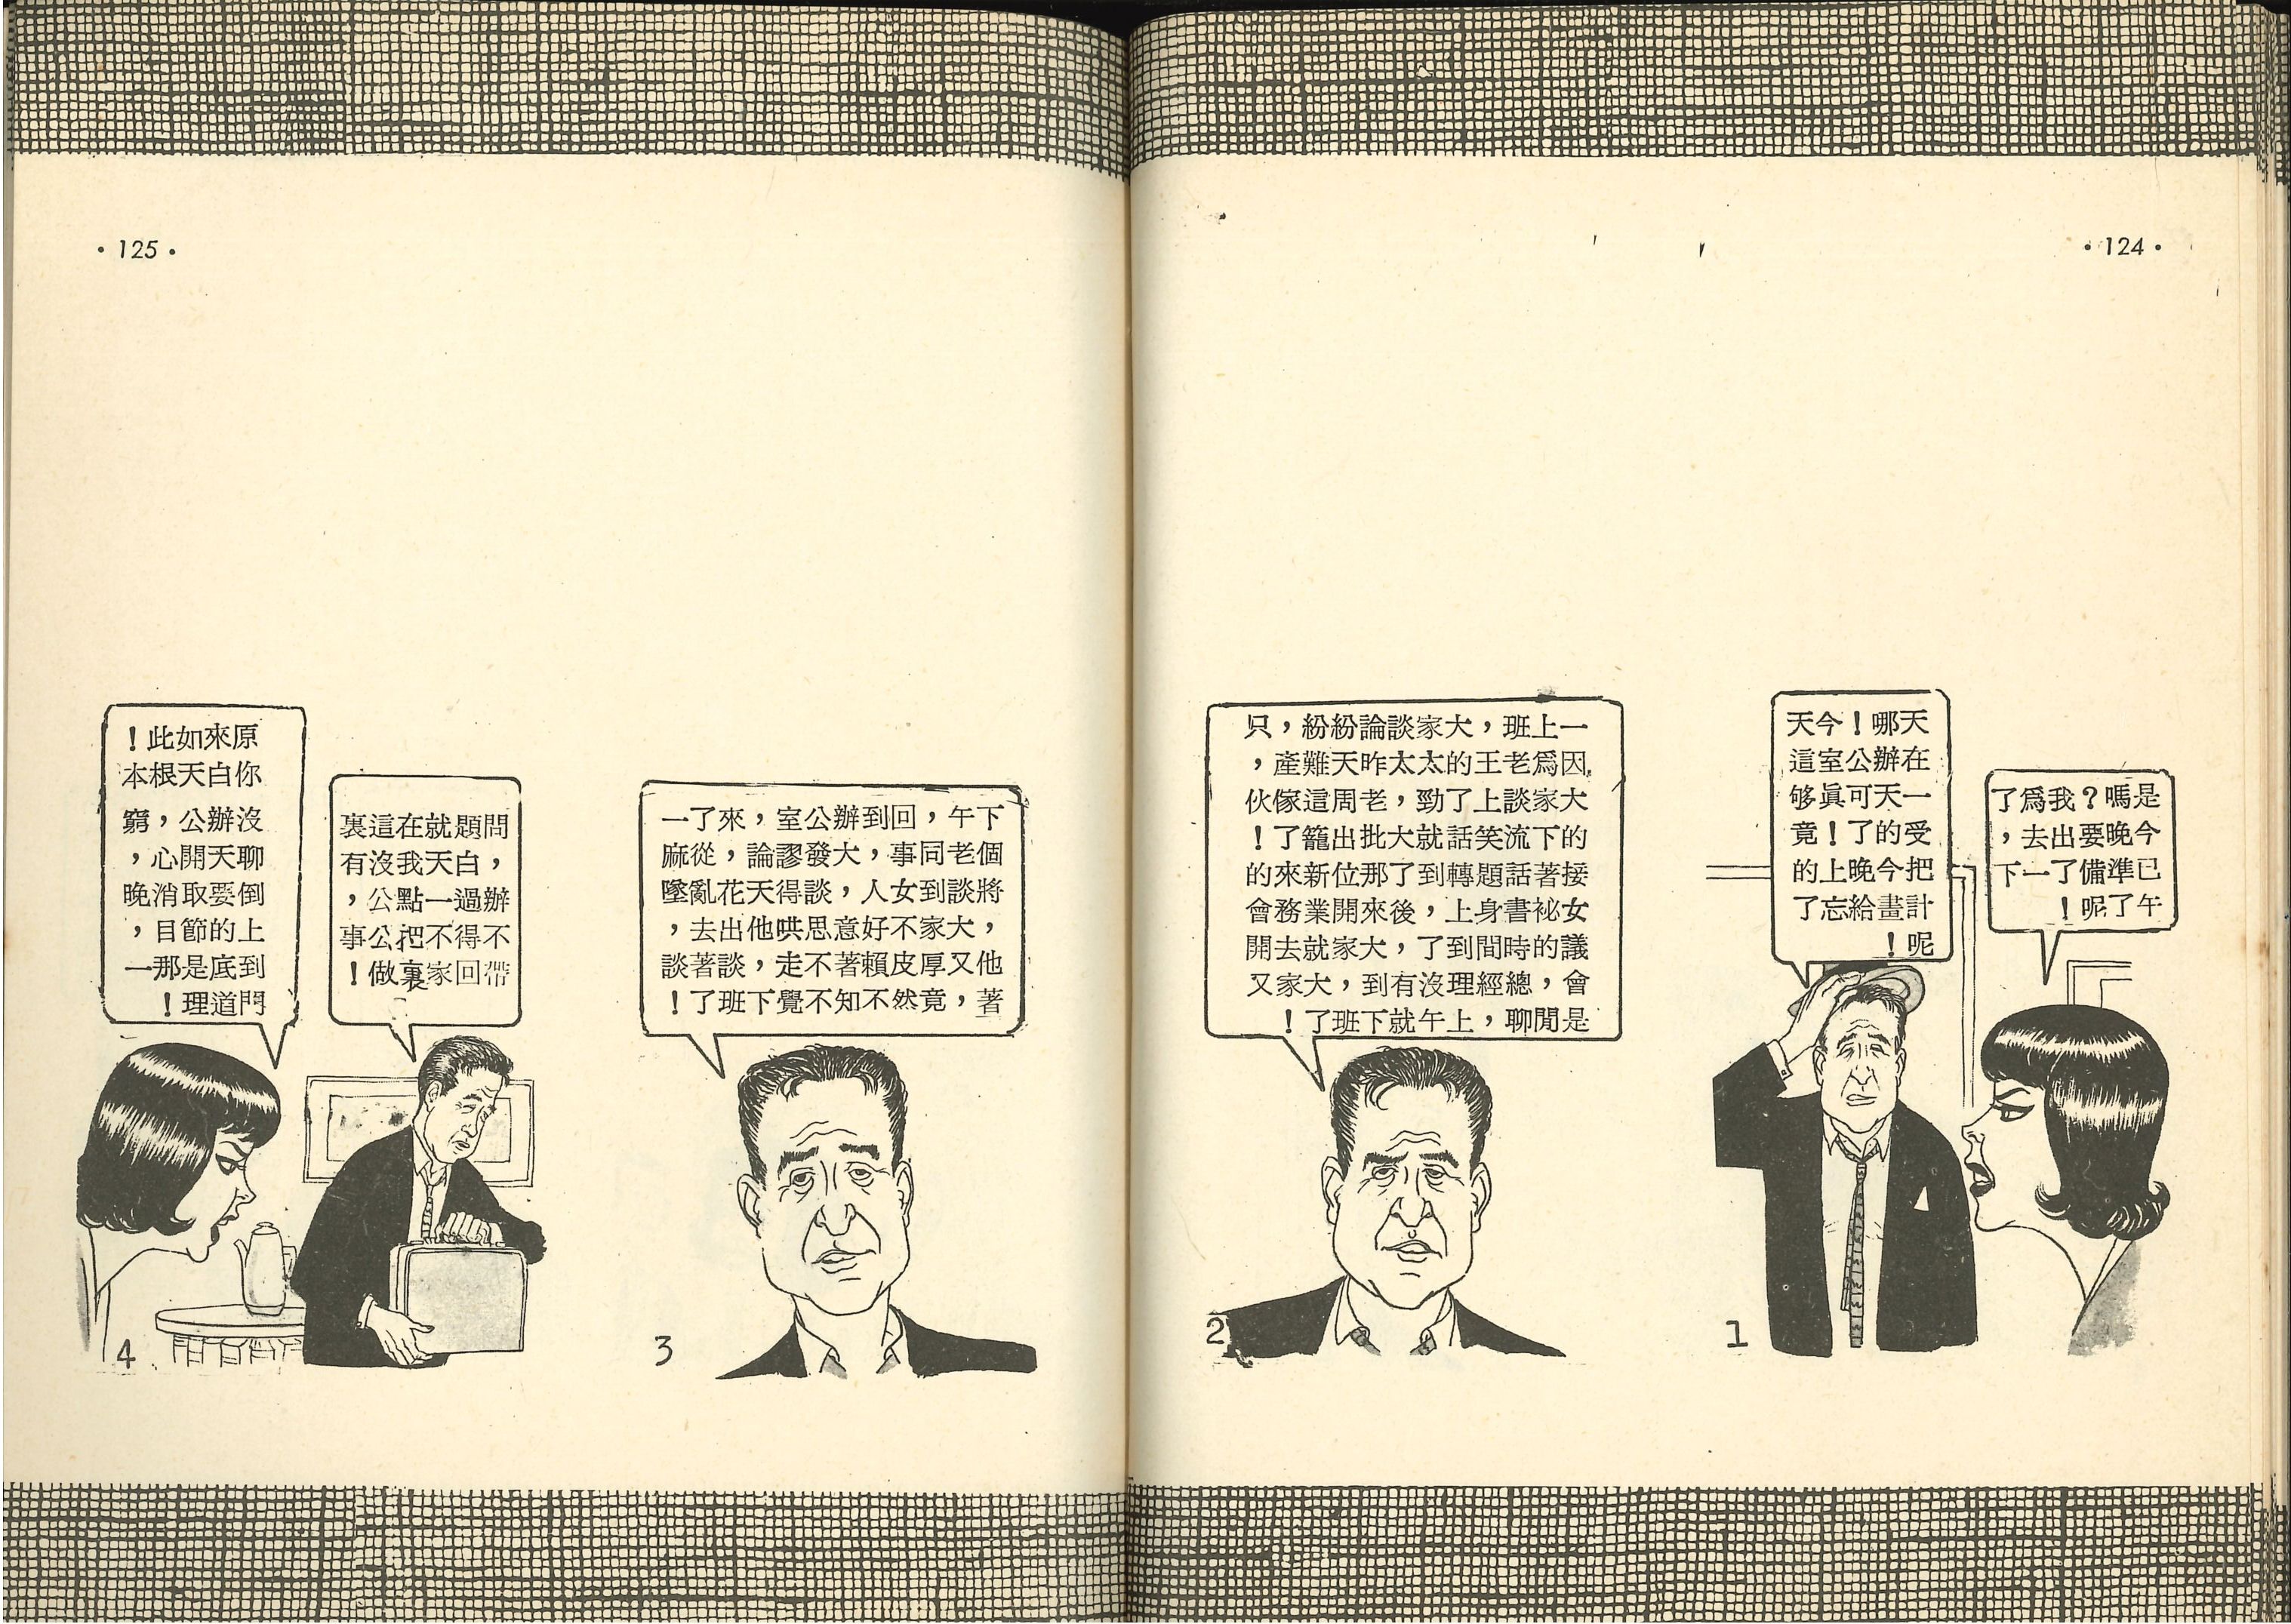 ·124·
天哪！今天
在辦公室這
一天可眞够
受的了！竟
把今晚上的
計畫給忘了
呢！
是嗎？我爲了
今晚要出去，
已準備了一下
午了呢！
1
一上班，大家談論紛紛，只
因爲老王的太太昨天難產，
大家談上了勁，老周這傢伙
的下流笑話就大批出籠了！
接著話題轉到了那位新來的
女祕書身上，後來開業務會
議的時間到了，大家就去開
會，總經理沒有到，大家又
是閒聊，上午就下班了！
2
·125·
下午，回到辦公室，來了一
個老同事，大發謬論，從麻
將談到女人，談得天花亂墜
，大家不好意思哄他出去，
他又厚皮賴著不走，談著談
著，竟然不知不覺下班了！
3
問題就在這裏
，白天我沒有
辦過一點公，
不得不把公事
帶回家裏做！
原來如此！
你白天根本
沒辦公，窮
聊天開心，
倒要取消晚
上的節目，
到底是那一
門道理！
4